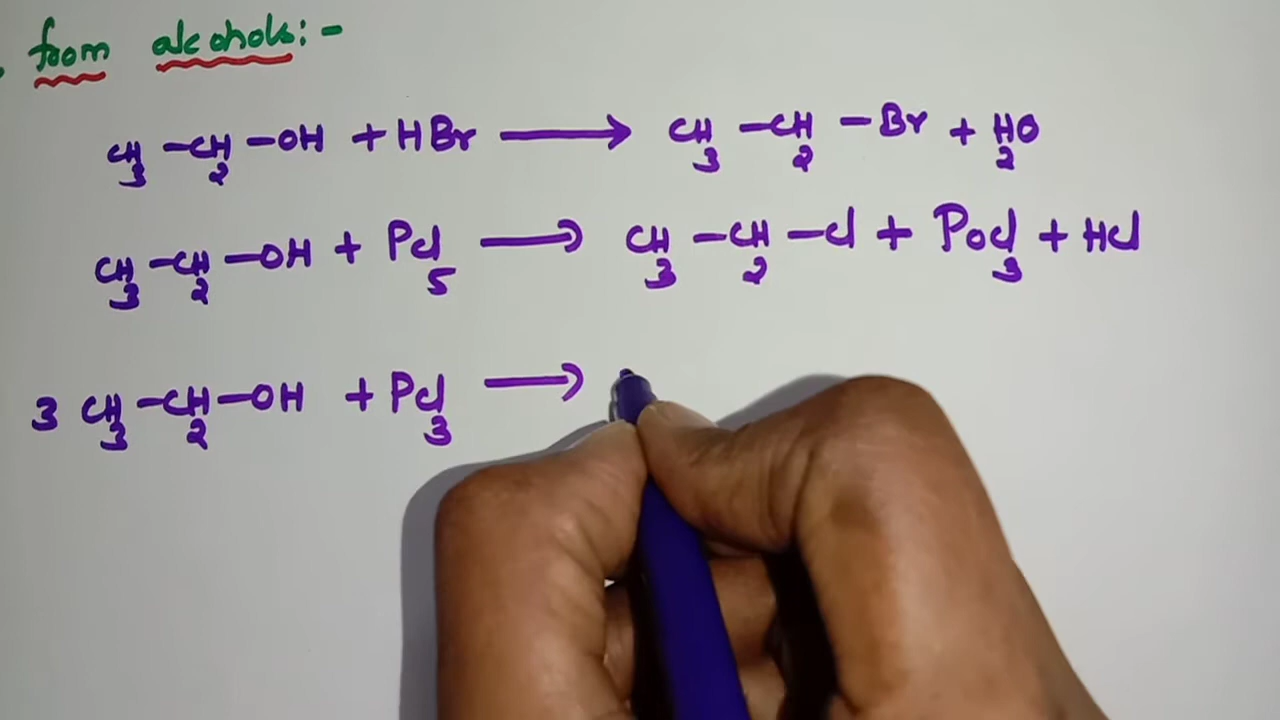 from alcohols:-
CH3-CH2-OH + HBr ⟶ CH3-CH2-Br + H2O
CH3-CH2-OH + PCl5 ⟶ CH3-CH2-Cl + POCl3 + HCl
3 CH3-CH2-OH + PCl3 ⟶